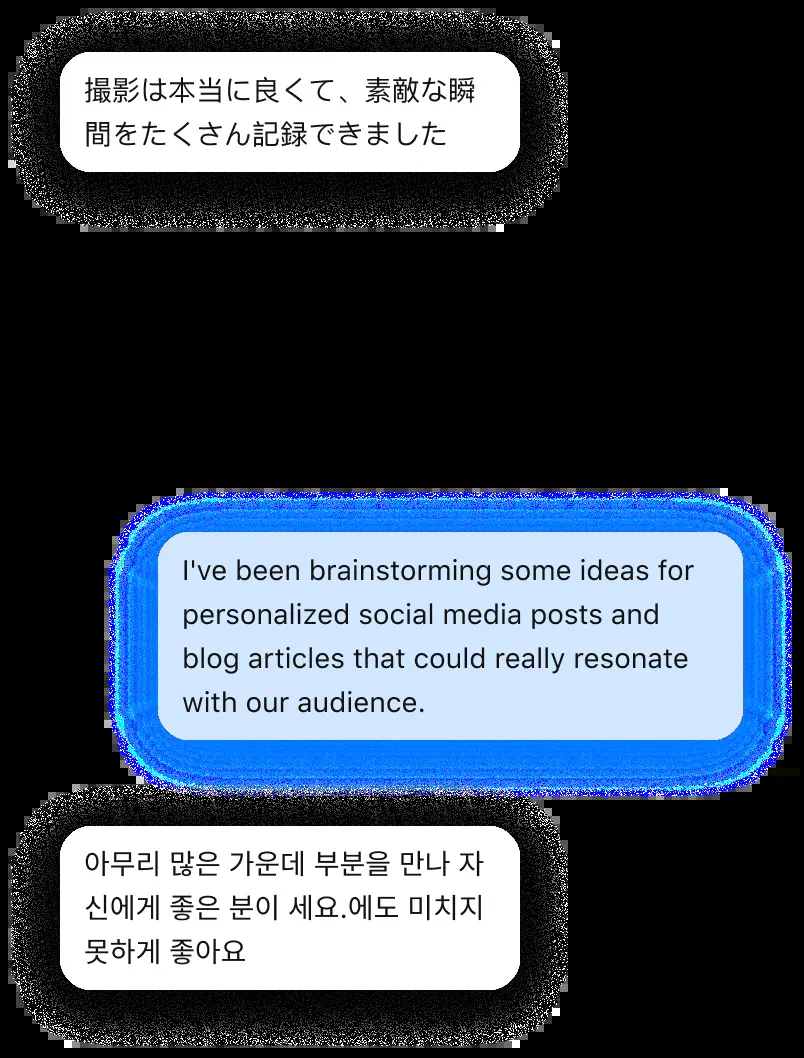 撮影は本当に良くて、素敵な瞬
間をたくさん記録できました
I've been brainstorming some ideas for
personalized social media posts and
blog articles that could really resonate
with our audience.
아무리 많은 가운데 부분을 만나 자
신에게 좋은 분이 세요.에도 미치지
못하게 좋아요